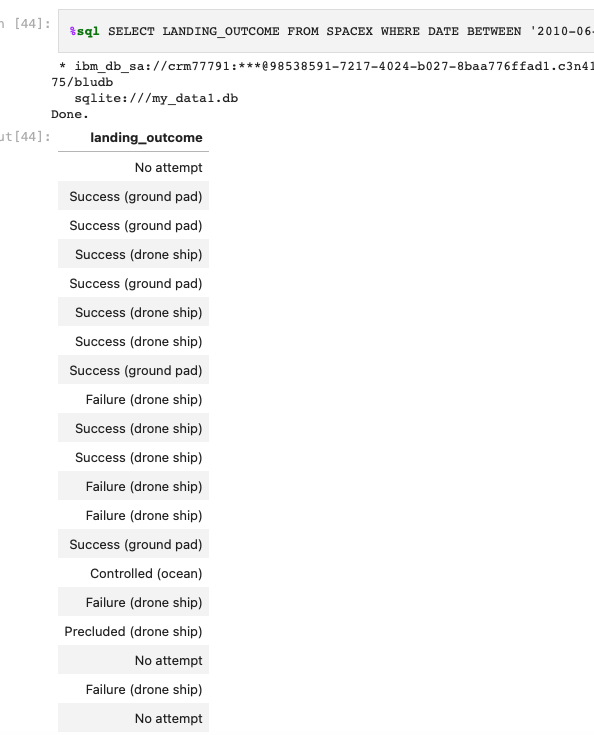 n [44]: %sql SELECT LANDING_OUTCOME FROM SPACEX WHERE DATE BETWEEN '2010-06-
* ibm_db_sa://crm77791:***@98538591-7217-4024-b027-8baa776ffad1.c3n41
75/bludb
sqlite:///my_data1.db
Done.
ut[44]: landing_outcome
No attempt
Success (ground pad)
Success (ground pad)
Success (drone ship)
Success (ground pad)
Success (drone ship)
Success (drone ship)
Success (ground pad)
Failure (drone ship)
Success (drone ship)
Success (drone ship)
Failure (drone ship)
Failure (drone ship)
Success (ground pad)
Controlled (ocean)
Failure (drone ship)
Precluded (drone ship)
No attempt
Failure (drone ship)
No attempt